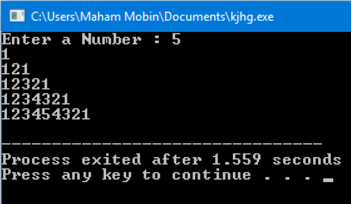 C:\Users\Maham Mobin\Documents\kjhg.exe
Enter a Number : 5
1
121
12321
1234321
123454321
--------------------------------
Process exited after 1.559 seconds
Press any key to continue . . . _